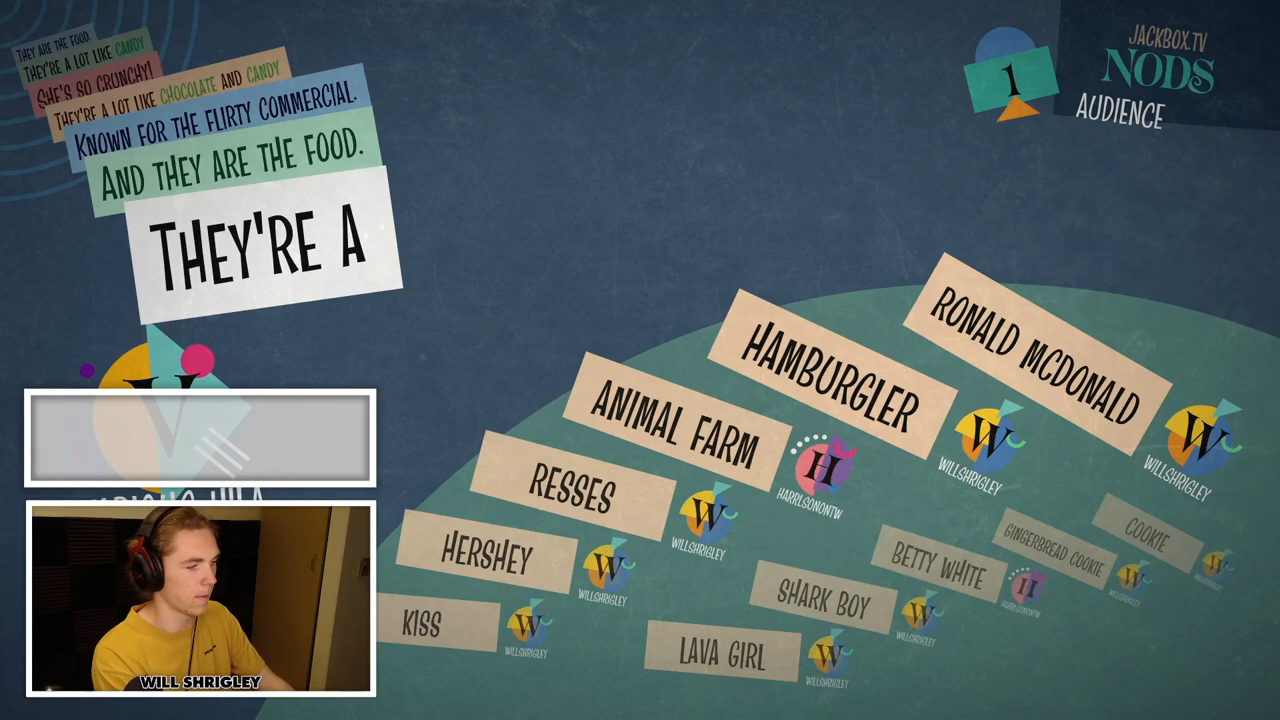 THEY ARE THE FOOD.
THEY'RE A LOT LIKE CANDY
SHE'S SO CRUNCHY!
THEY'RE A LOT LIKE CHOCOLATE AND CANDY
KNOWN FOR THE FLIRTY COMMERCIAL.
AND THEY ARE THE FOOD.
THEY'RE A
1
JACKBOX.TV
NODS
AUDIENCE
RONALD MCDONALD
W
WILLSHRIGLEY
HAMBURGLER
W
WILLSHRIGLEY
ANIMAL FARM
H
HARRLSONONTW
RESSES
W
WILLSHRIGLEY
HERSHEY
W
WILLSHRIGLEY
KISS
W
WILLSHRIGLEY
COOKIE
W
WILLSHRIGLEY
GINGERBREAD COOKIE
W
WILLSHRIGLEY
BETTY WHITE
H
HARRLSONONTW
SHARK BOY
W
WILLSHRIGLEY
LAVA GIRL
W
WILLSHRIGLEY
V
WILL SHRIGLEY